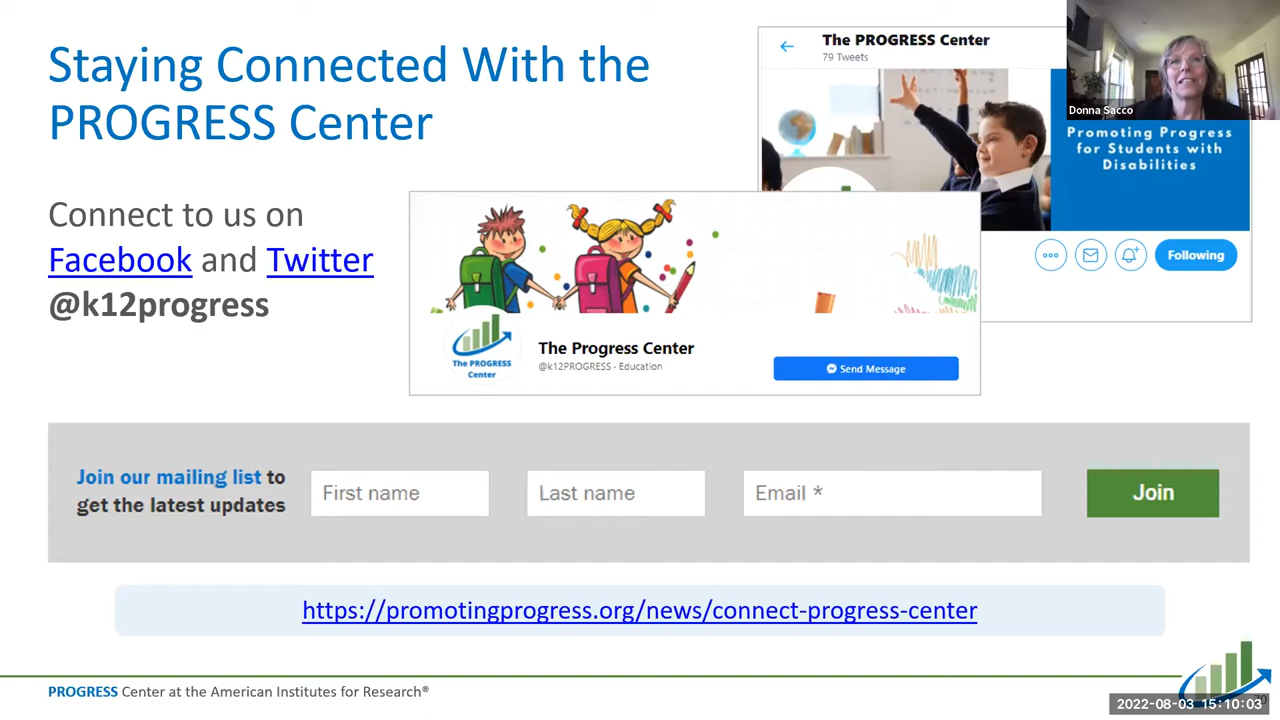 Staying Connected With the
PROGRESS Center
The PROGRESS Center
79 Tweets
Donna Sacco
Promoting Progress
for Students with
Disabilities
Following
Connect to us on
Facebook and Twitter
@k12progress
The PROGRESS
Center
The Progress Center
@k12PROGRESS - Education
Send Message
Join our mailing list to
get the latest updates
First name
Last name
Email *
Join
https://promotingprogress.org/news/connect-progress-center
PROGRESS Center at the American Institutes for Research®
2022-08-03 15:10:03